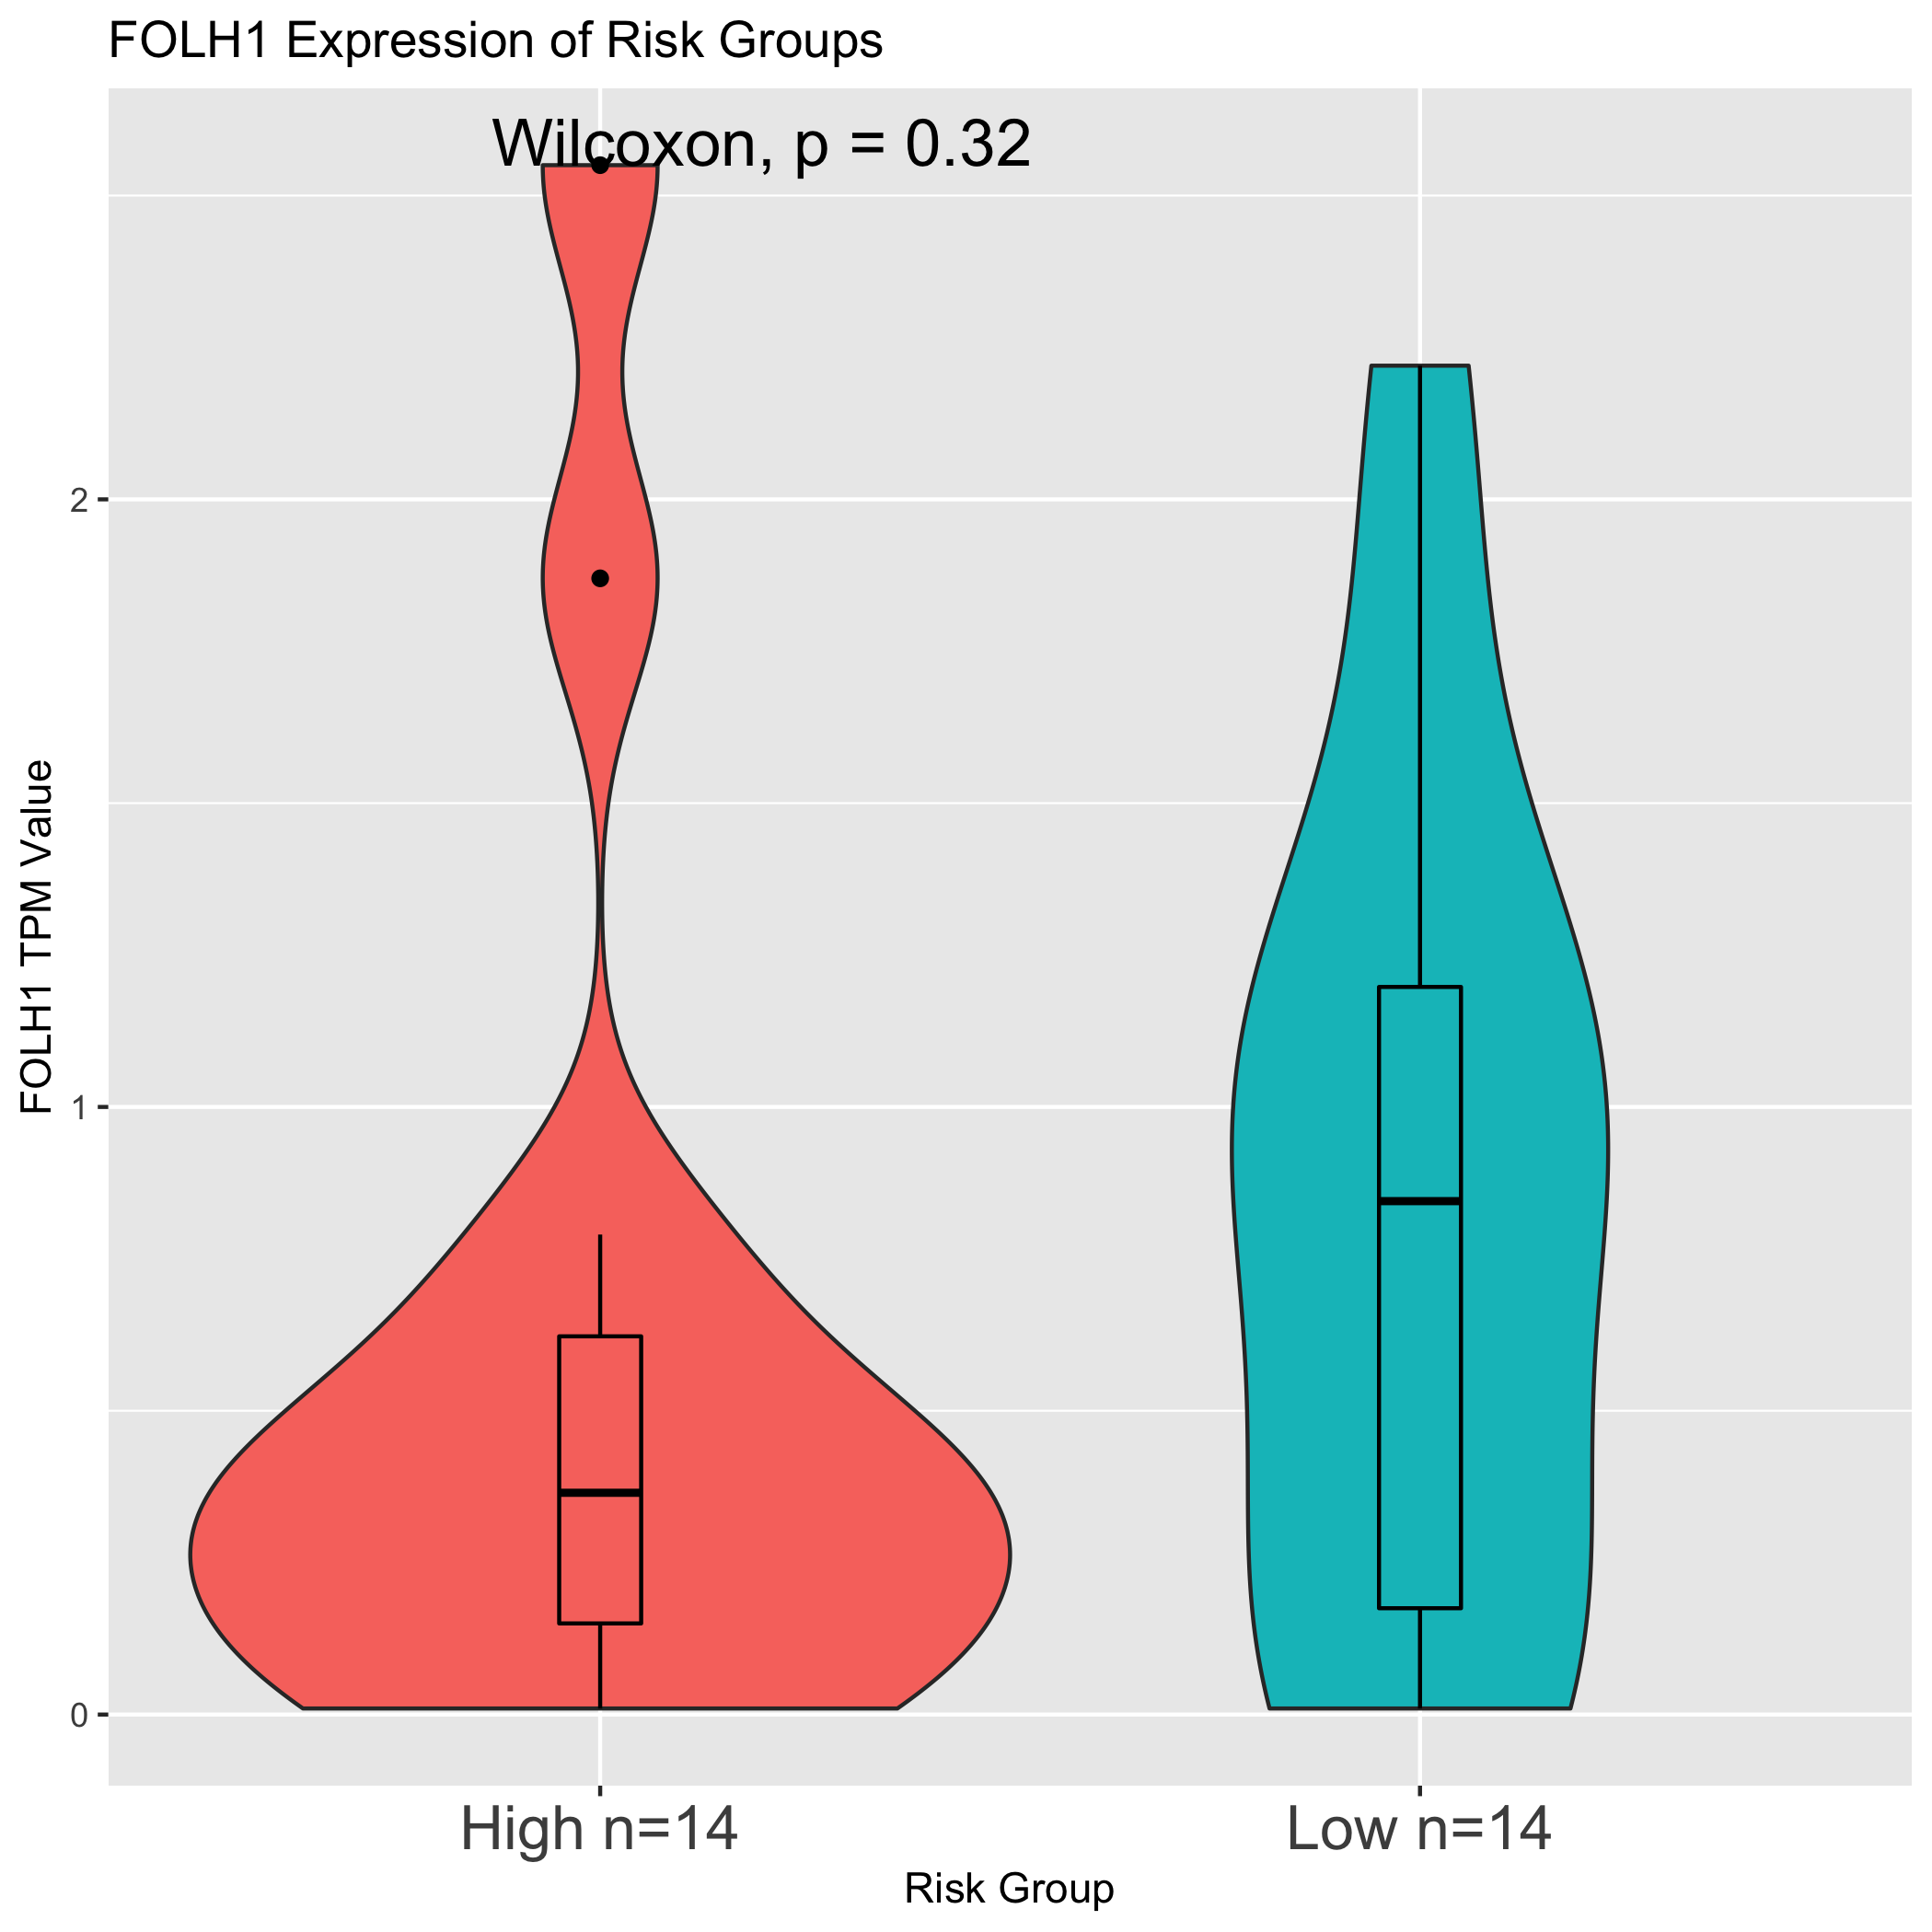 FOLH1 Expression of Risk Groups
Wilcoxon, p = 0.32
FOLH1 TPM Value
2
1
0
High n=14
Low n=14
Risk Group